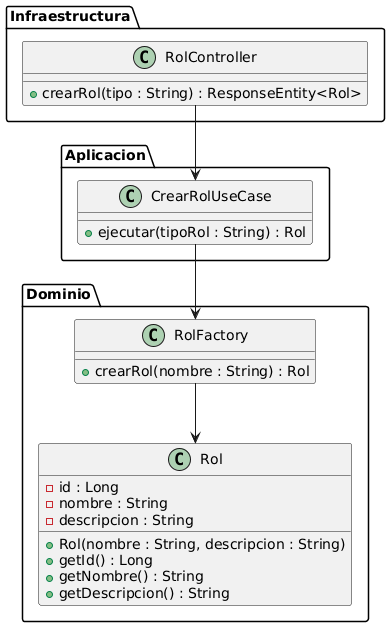 Infraestructura
C RolController
crearRol(tipo : String) : ResponseEntity<Rol>
Aplicacion
C CrearRolUseCase
ejecutar(tipoRol : String) : Rol
Dominio
C RolFactory
crearRol(nombre : String) : Rol
C Rol
id : Long
nombre : String
descripcion : String
Rol(nombre : String, descripcion : String)
getId() : Long
getNombre() : String
getDescripcion() : String